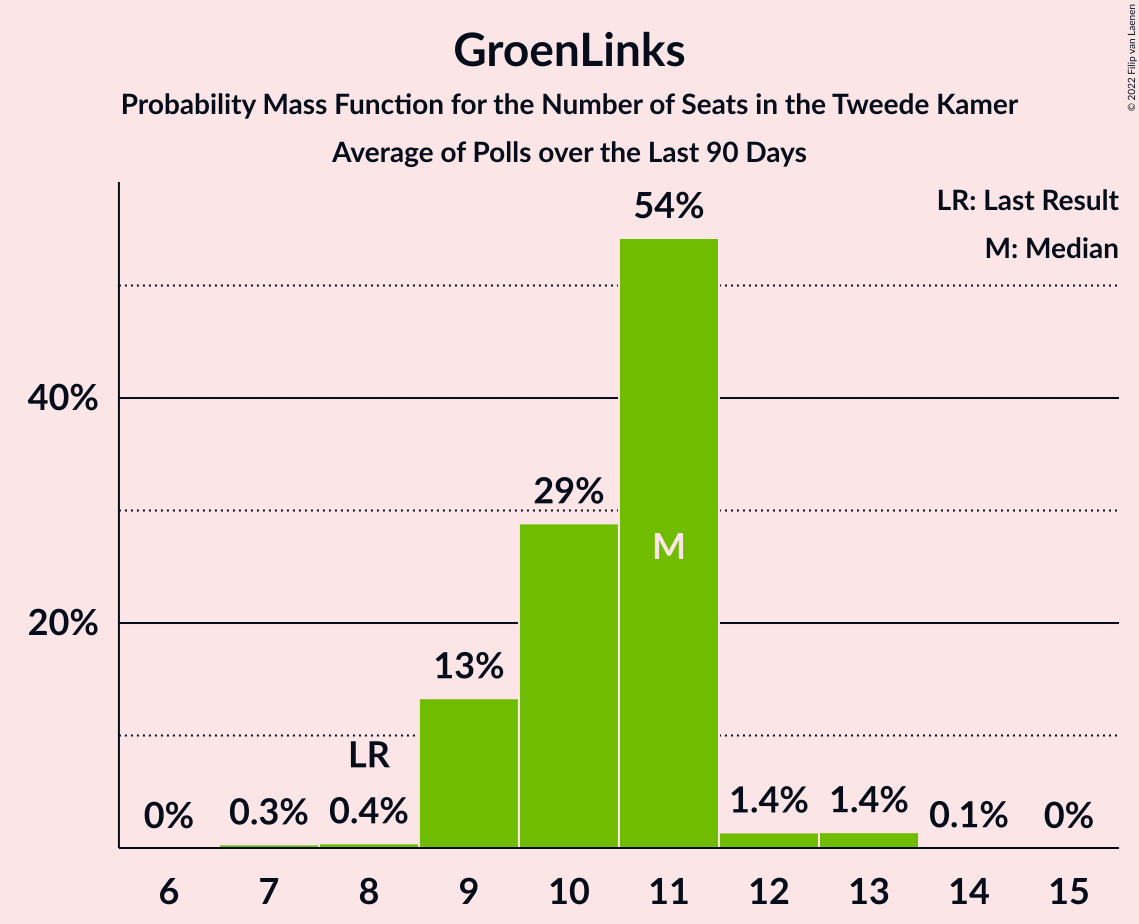 GroenLinks
Probability Mass Function for the Number of Seats in the Tweede Kamer
Average of Polls over the Last 90 Days
© 2022 Filip van Laenen
LR: Last Result
M: Median
54%
40%
29%
M
20%
13%
LR
0% 0.3% 0.4% 1.4% 1.4% 0.1% 0%
6 7 8 9 10 11 12 13 14 15